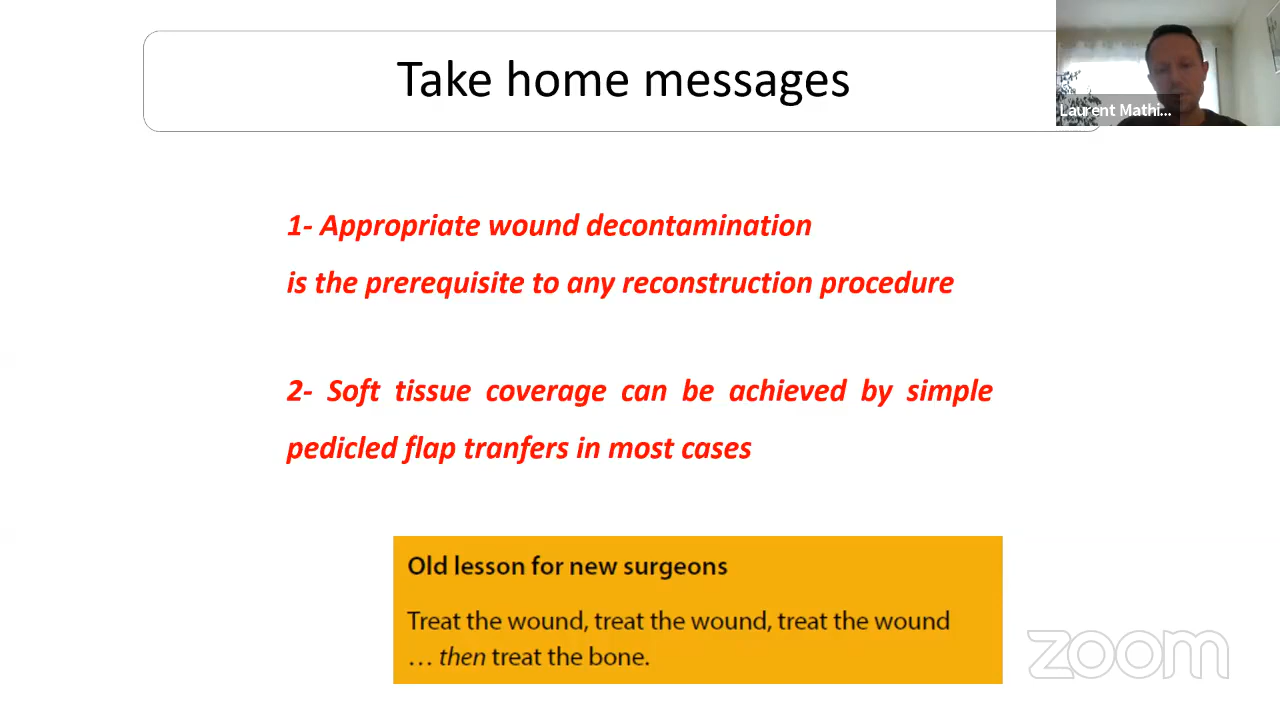 Take home messages
Laurent Mathi...
1- Appropriate wound decontamination
is the prerequisite to any reconstruction procedure
2- Soft tissue coverage can be achieved by simple
pedicled flap tranfers in most cases
Old lesson for new surgeons
Treat the wound, treat the wound, treat the wound
... then treat the bone.
zoom